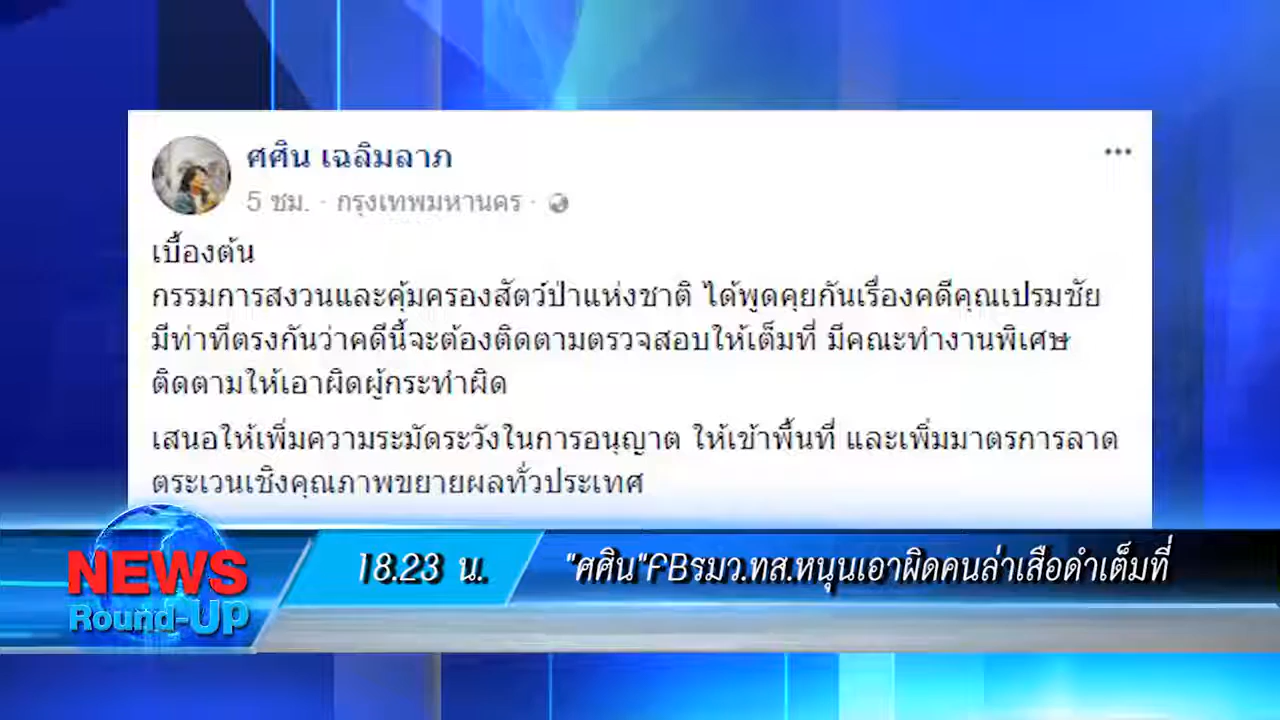 ศศิน เฉลิมลาภ
5 ชม. · กรุงเทพมหานคร ·
เบื้องต้น
กรรมการสงวนและคุ้มครองสัตว์ป่าแห่งชาติ ได้พูดคุยกันเรื่องคดีคุณเปรมชัย
มีท่าทีตรงกันว่าคดีนี้จะต้องติดตามตรวจสอบให้เต็มที่ มีคณะทำงานพิเศษ
ติดตามให้เอาผิดผู้กระทำผิด
เสนอให้เพิ่มความระมัดระวังในการอนุญาต ให้เข้าพื้นที่ และเพิ่มมาตรการลาด
ตระเวนเชิงคุณภาพขยายผลทั่วประเทศ
NEWS
Round-Up
18.23 น.
"ศศิน"FBรมว.ทส.หนุนเอาผิดคนล่าเสือดำเต็มที่